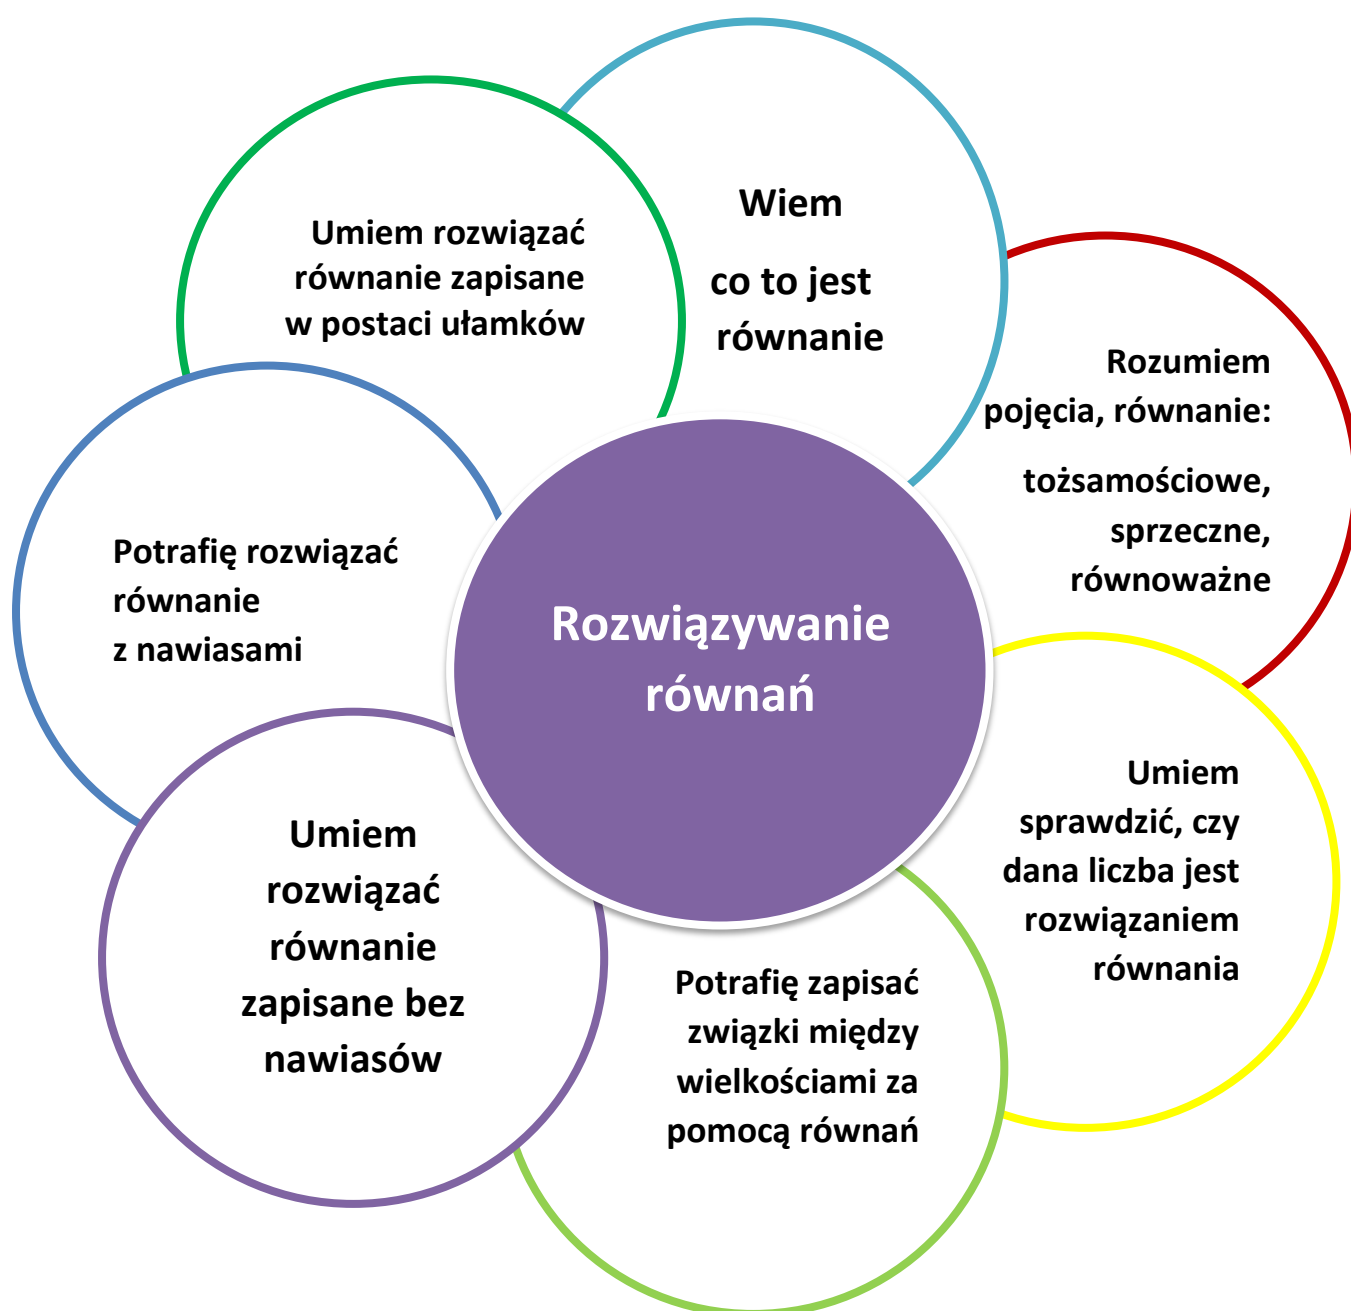 Wiem
co to jest
równanie
Rozumiem
pojęcia, równanie:
tożsamościowe,
sprzeczne,
równoważne
Umiem
sprawdzić, czy
dana liczba jest
rozwiązaniem
równania
Potrafię zapisać
związki między
wielkościami za
pomocą równań
Umiem
rozwiązać
równanie
zapisane bez
nawiasów
Potrafię rozwiązać
równanie
z nawiasami
Umiem rozwiązać
równanie zapisane
w postaci ułamków
Rozwiązywanie
równań